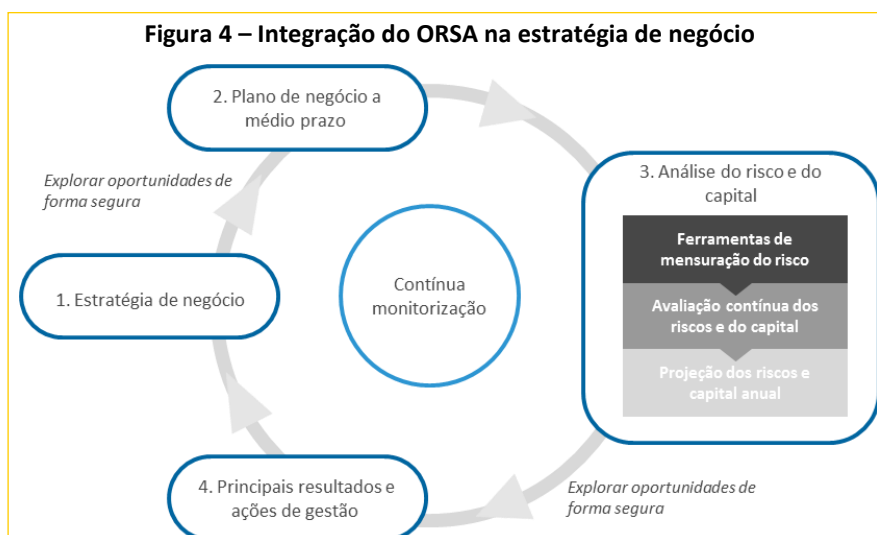 Figura 4 – Integração do ORSA na estratégia de negócio
2. Plano de negócio a
médio prazo
Explorar oportunidades de
forma segura
3. Análise do risco e do
capital
Ferramentas de
mensuração do risco
Avaliação contínua dos
riscos e do capital
Projeção dos riscos e
capital anual
1. Estratégia de negócio
Contínua
monitorização
4. Principais resultados e
ações de gestão
Explorar oportunidades de
forma segura